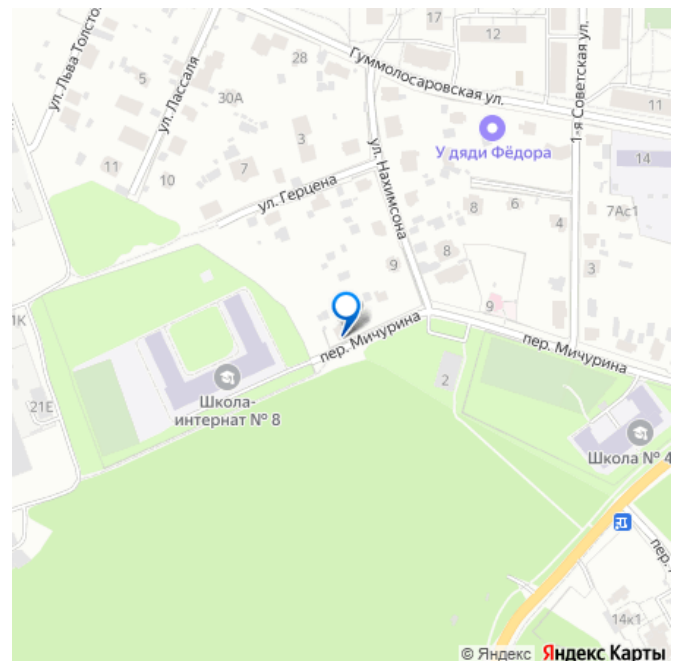 17
12
Гуммолосаровская ул.
28
ул. Льва Толсто
5
ул. Лассаля
30А
1-я Советская ул.
11
У дяди Фёдора
3
14
ул. Нахимсона
11
10
7
ул. Герцена
8
6
4
7Ас1
8
9
3
9
1К
пер. Мичурина
пер. Мичурина
2
21Е
Школа-
интернат № 8
Школа № 4
пер.
14к1
© Яндекс Яндекс Карты